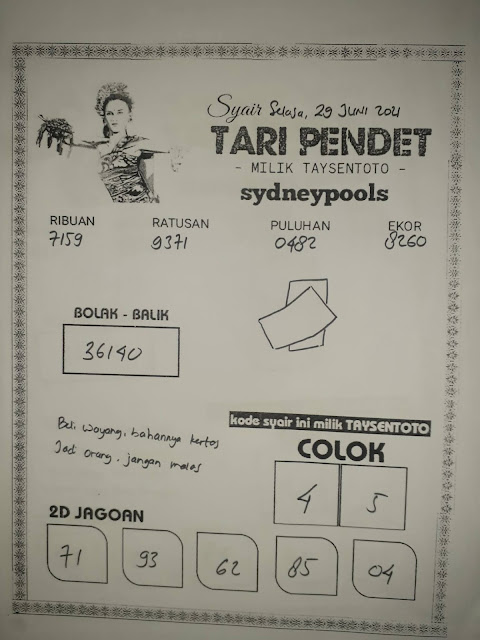 Syair Selasa, 29 JUNI 2021
TARI PENDET
- MILIK TAYSENTOTO -
sydneypools
RIBUAN RATUSAN PULUHAN EKOR
7159 9371 0482 8260
BOLAK - BALIK
36140
Beli wayang, bahannya kertas
Jadi orang, jangan malas
kode syair ini milik TAYSENTOTO
COLOK
4 5
2D JAGOAN
71 93 62 85 04